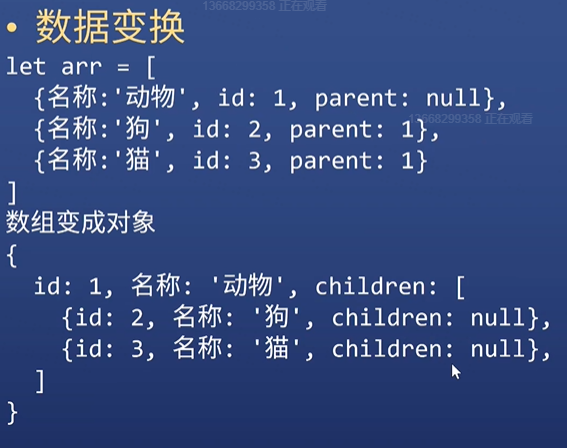 13668299358 正在观看
• 数据变换
let arr = [
{名称:'动物', id: 1, parent: null},
13668299358 正在观看
{名称:'狗', id: 2, parent: 1},
{名称:'猫', id: 3, parent: 1}
]
数组变成对象
{
id: 1, 名称: '动物', children: [
{id: 2, 名称: '狗', children: null},
{id: 3, 名称: '猫', children: null},
]
}